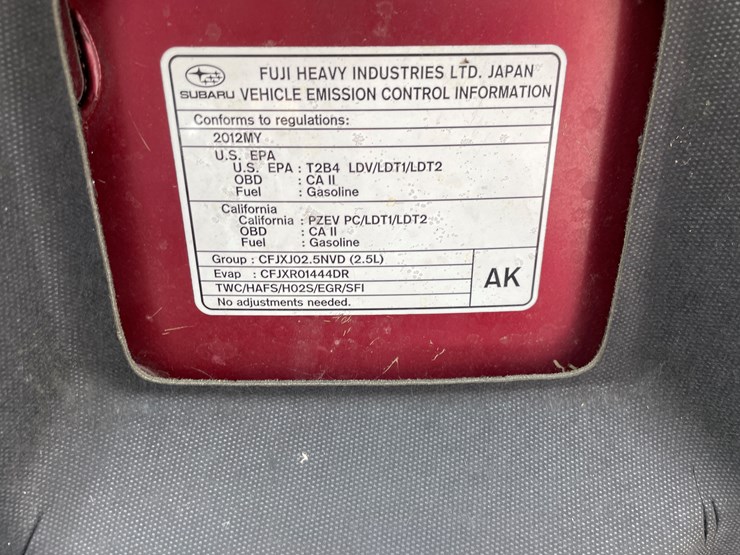 FUJI HEAVY INDUSTRIES LTD. JAPAN
SUBARU VEHICLE EMISSION CONTROL INFORMATION
Conforms to regulations:
2012MY
U.S. EPA
U.S. EPA : T2B4 LDV/LDT1/LDT2
OBD : CA II
Fuel : Gasoline
California
California : PZEV PC/LDT1/LDT2
OBD : CA II
Fuel : Gasoline
Group : CFJXJ02.5NVD (2.5L)
Evap : CFJXR01444DR
AK
TWC/HAFS/HO2S/EGR/SFI
No adjustments needed.